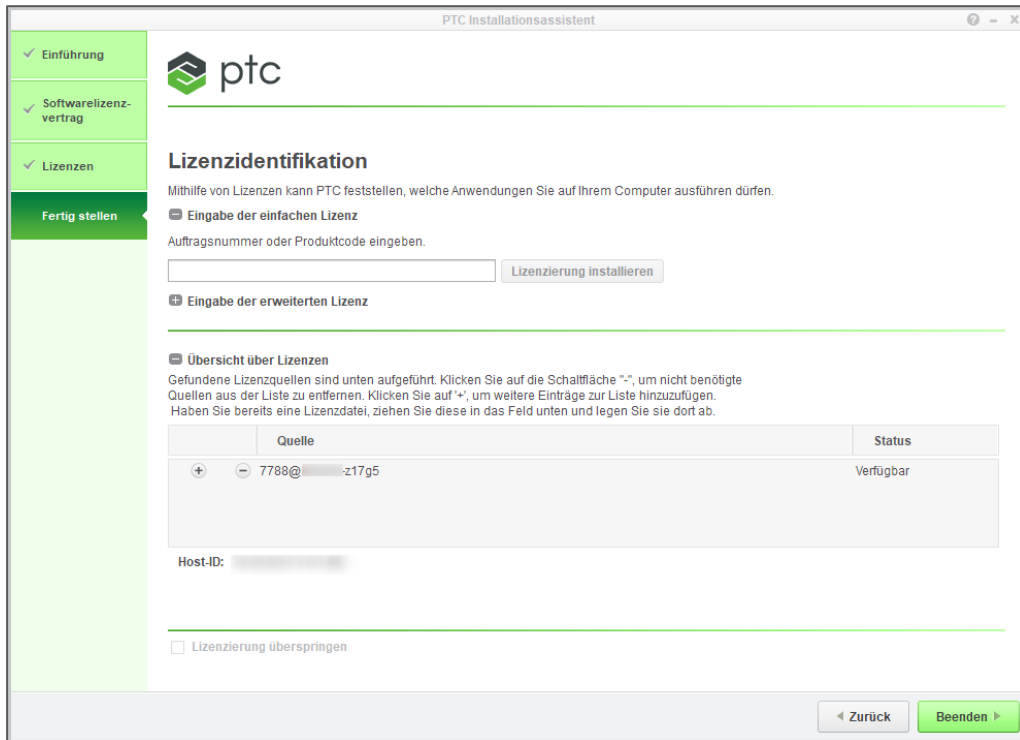 PTC Installationsassistent
Einführung
Softwarelizenz-
vertrag
Lizenzen
Fertig stellen
ptc
Lizenzidentifikation
Mithilfe von Lizenzen kann PTC feststellen, welche Anwendungen Sie auf Ihrem Computer ausführen dürfen.
Eingabe der einfachen Lizenz
Auftragsnummer oder Produktcode eingeben.
Lizenzierung installieren
Eingabe der erweiterten Lizenz
Übersicht über Lizenzen
Gefundene Lizenzquellen sind unten aufgeführt. Klicken Sie auf die Schaltfläche "-", um nicht benötigte
Quellen aus der Liste zu entfernen. Klicken Sie auf '+', um weitere Einträge zur Liste hinzuzufügen.
Haben Sie bereits eine Lizenzdatei, ziehen Sie diese in das Feld unten und legen Sie sie dort ab.
Quelle Status
7788@ -z17g5 Verfügbar
Host-ID:
Lizenzierung überspringen
Zurück Beenden